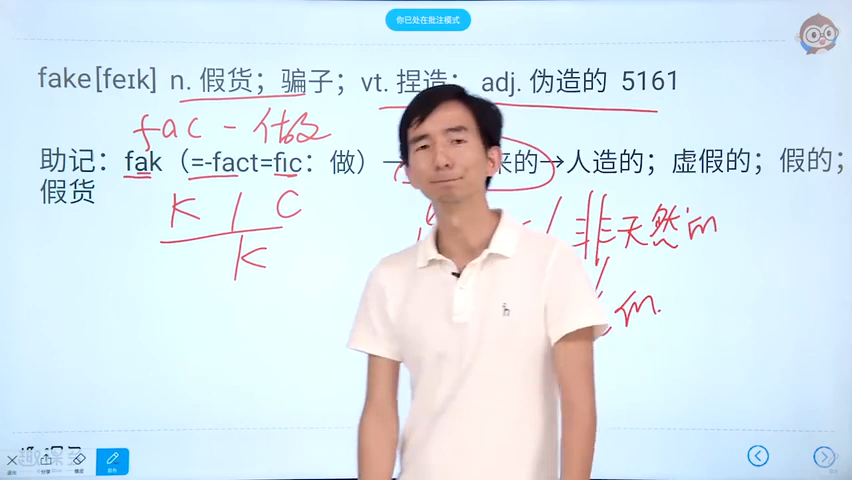 你已处在批注模式
fake[feɪk] n. 假货；骗子；vt. 捏造； adj. 伪造的 5161
fac - 做
助记：fak（=-fact=fic：做）→ 来的→人造的；虚假的；假的；
假货
K / C
非天然的
K
的